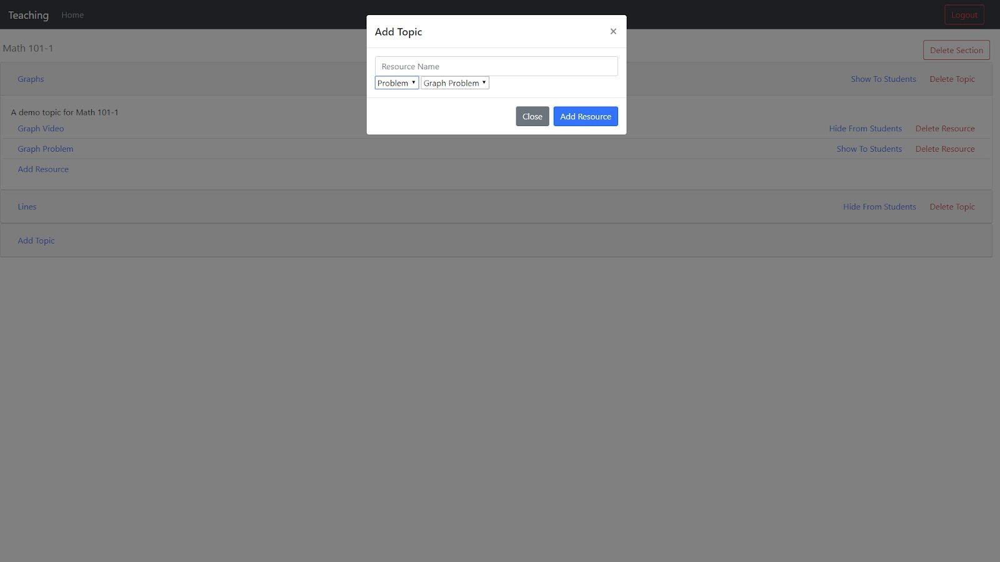 Teaching Home Logout
Add Topic ×
Math 101-1 Delete Section
Resource Name
Graphs Show To Students Delete Topic
Problem Graph Problem
A demo topic for Math 101-1
Close Add Resource
Graph Video Hide From Students Delete Resource
Graph Problem Show To Students Delete Resource
Add Resource
Lines Hide From Students Delete Topic
Add Topic